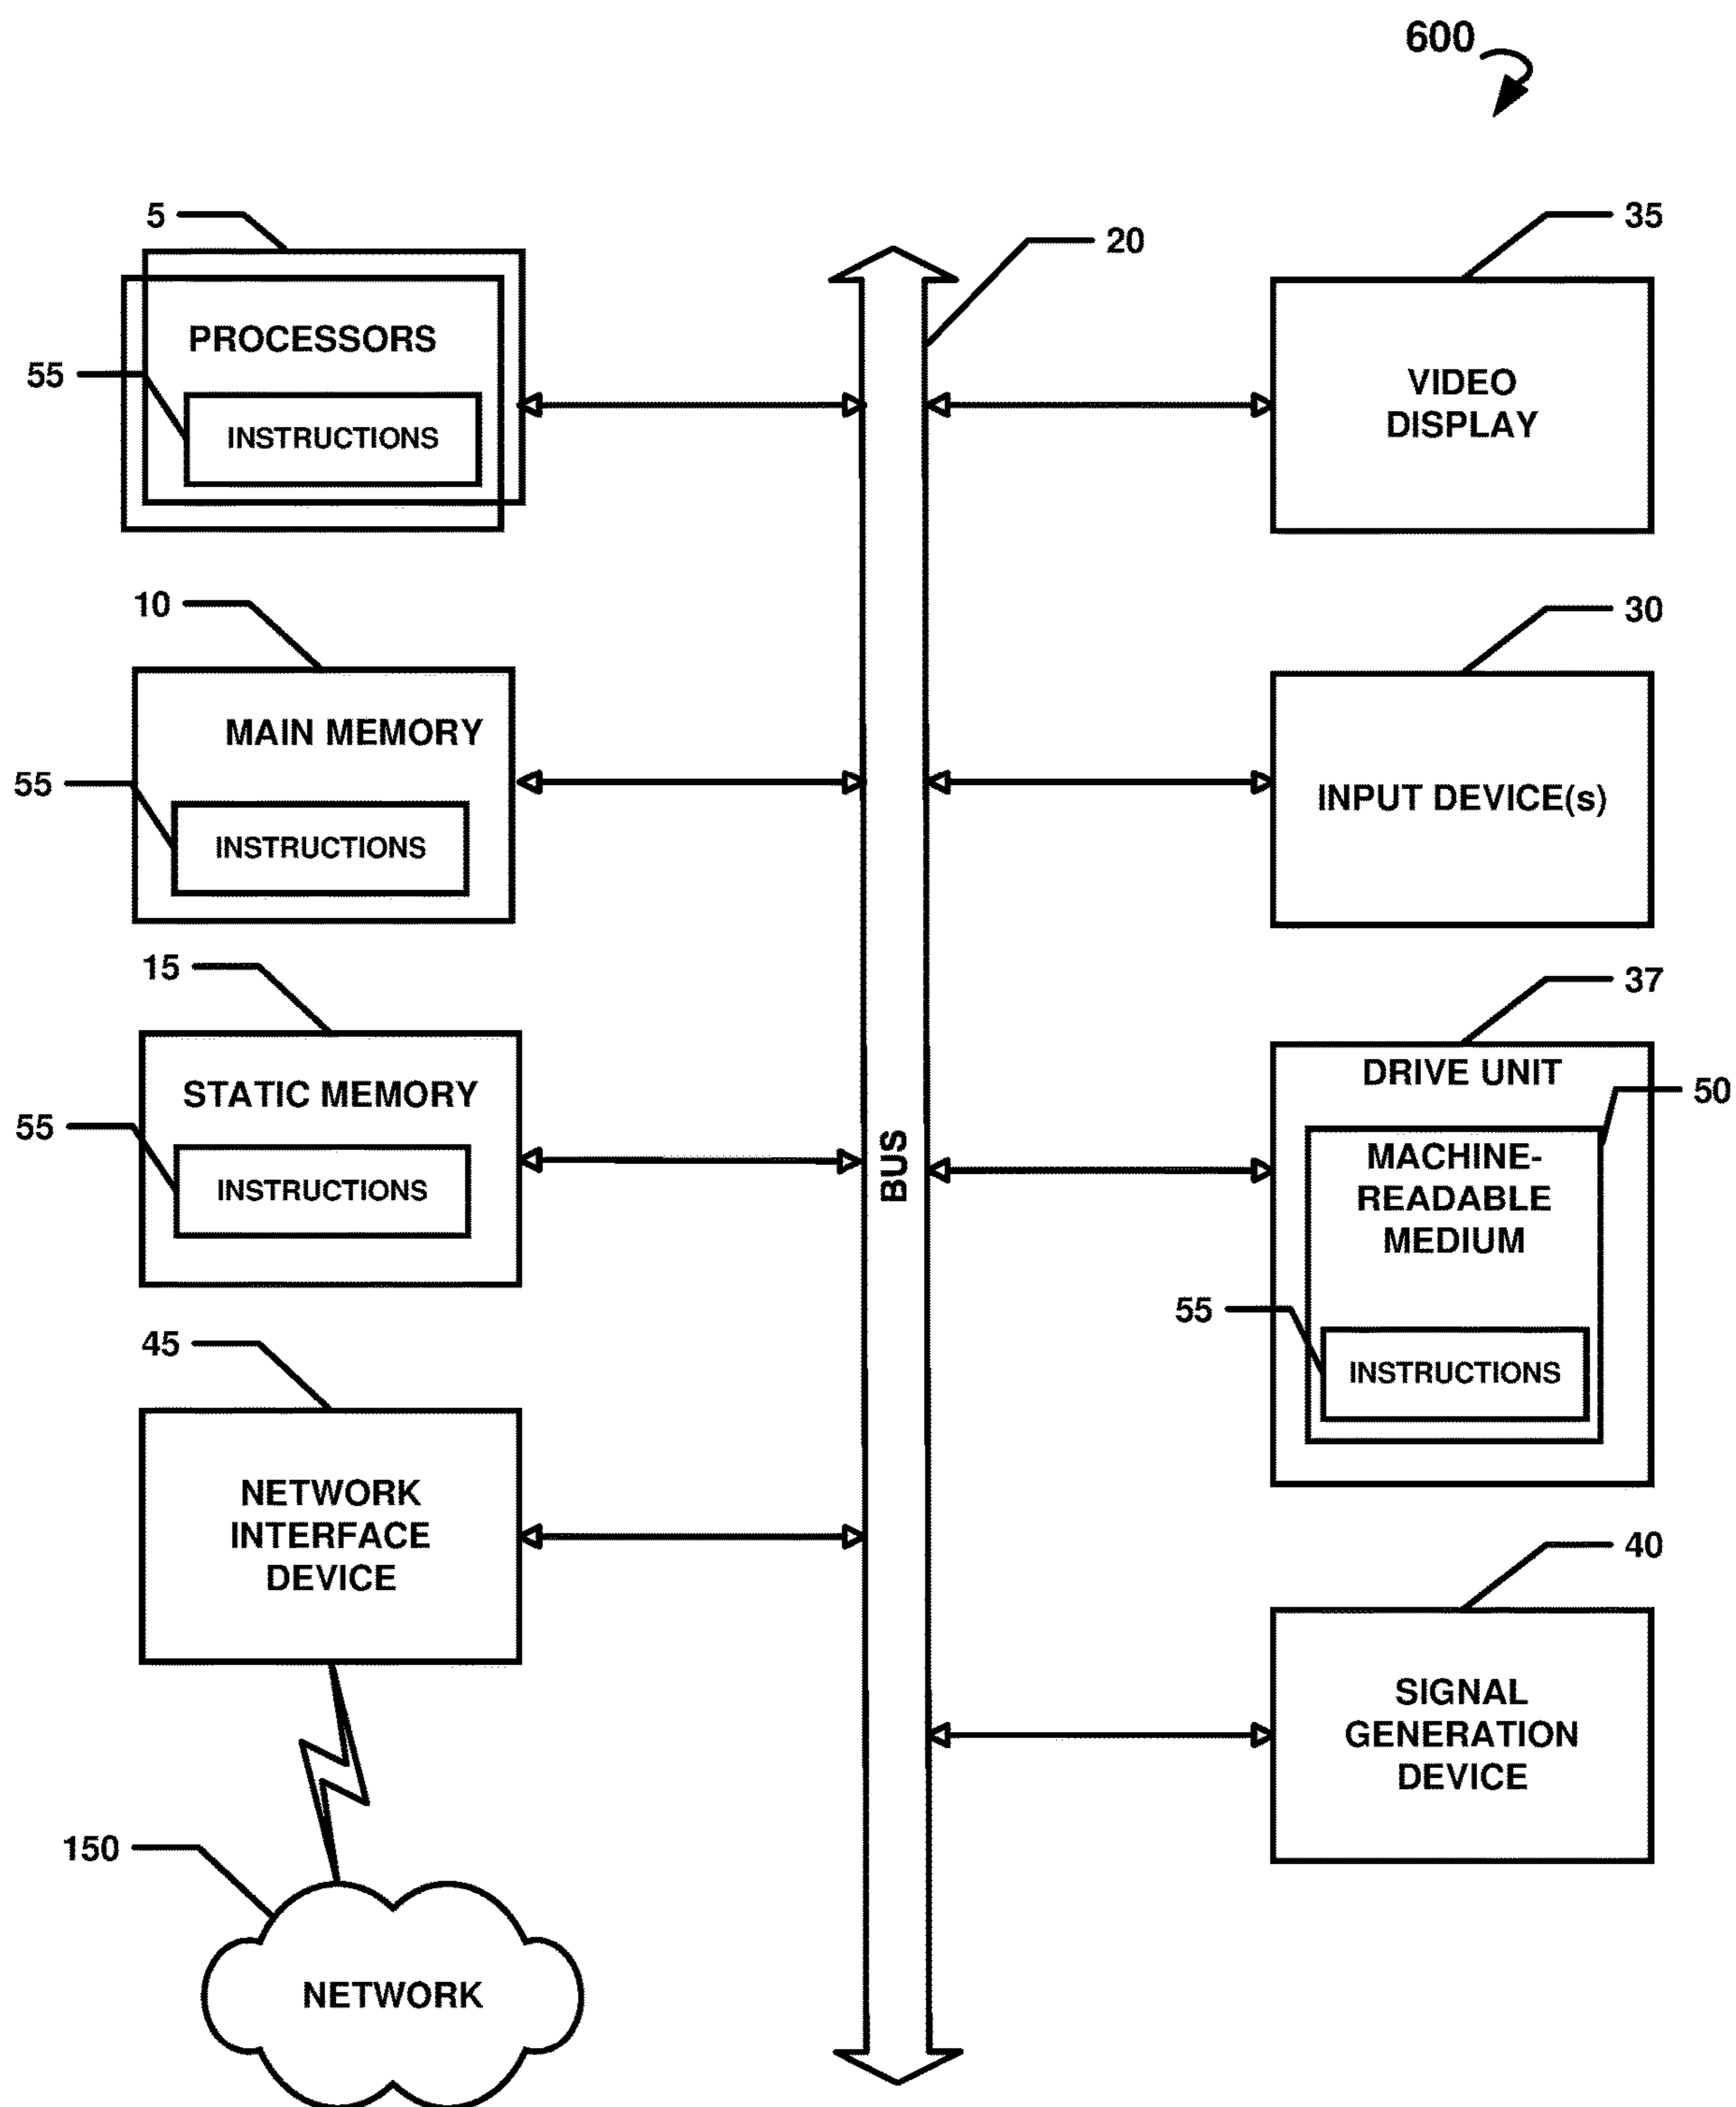 600
5
PROCESSORS
55
INSTRUCTIONS
10
MAIN MEMORY
55
INSTRUCTIONS
15
STATIC MEMORY
55
INSTRUCTIONS
45
NETWORK
INTERFACE
DEVICE
150
NETWORK
20
BUS
35
VIDEO
DISPLAY
30
INPUT DEVICE(s)
37
DRIVE UNIT
50
MACHINE-
READABLE
MEDIUM
55
INSTRUCTIONS
40
SIGNAL
GENERATION
DEVICE